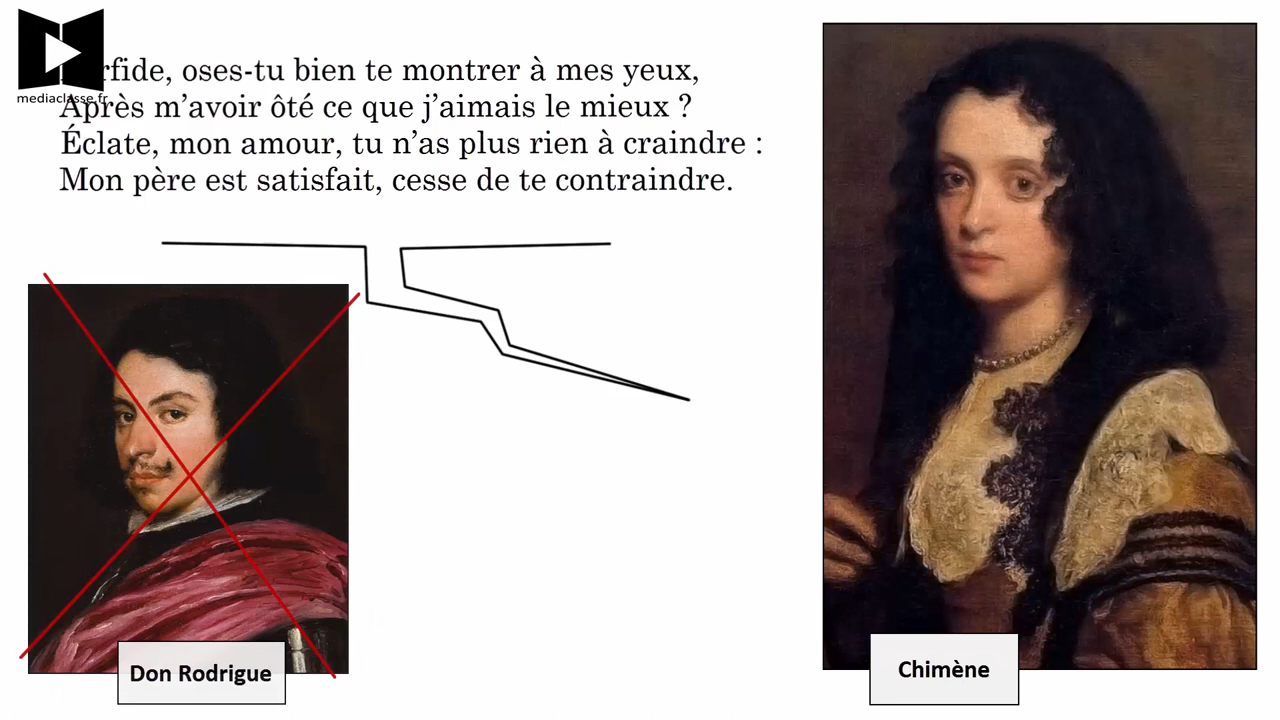 oses-tu bien te montrer à mes yeux,
mediaclasse.fr
Après m’avoir ôté ce que j’aimais le mieux ?
Éclate, mon amour, tu n’as plus rien à craindre :
Mon père est satisfait, cesse de te contraindre.
Don Rodrigue
Chimène